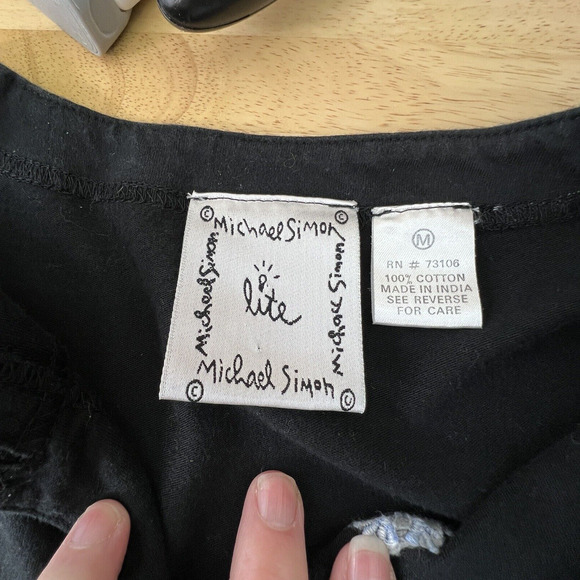 © Michael Simon ©
Michael Simon
Michael Simon
lite
© Michael Simon ©
M
RN # 73106
100% COTTON
MADE IN INDIA
SEE REVERSE
FOR CARE